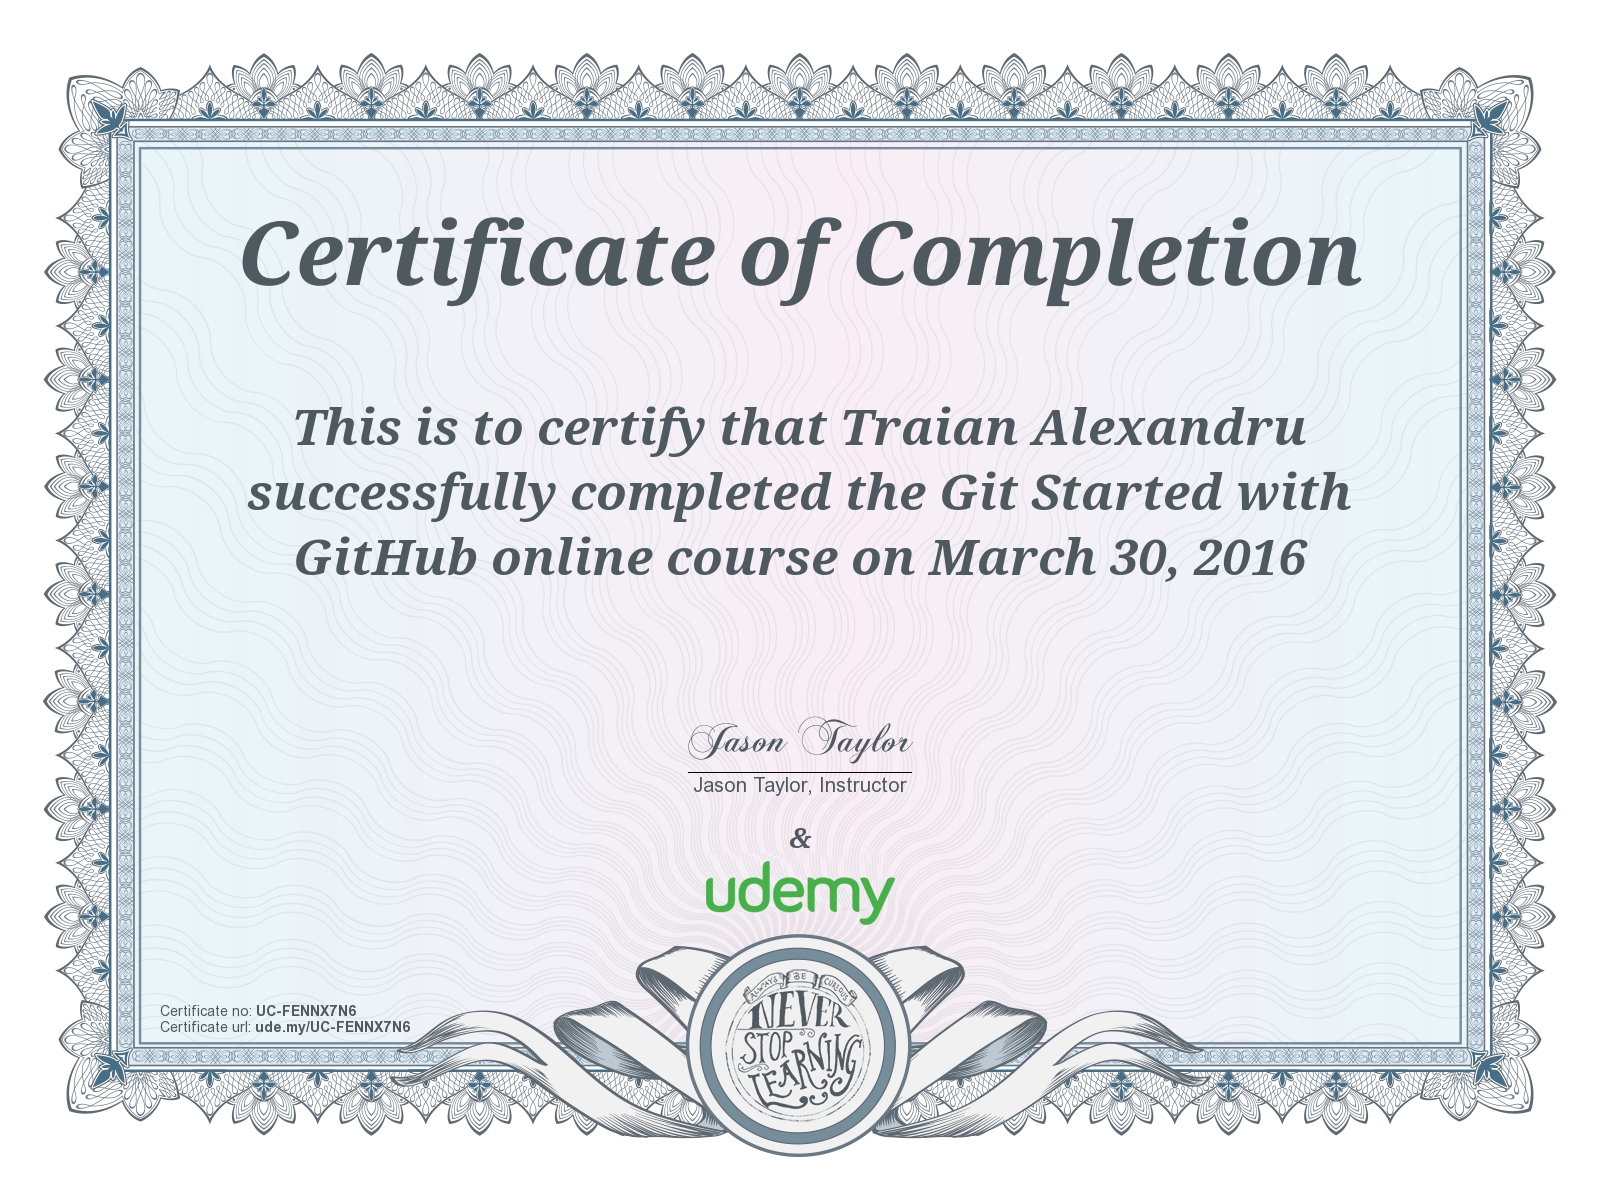 Certificate of Completion
This is to certify that Traian Alexandru
successfully completed the Git Started with
GitHub online course on March 30, 2016
Jason Taylor
Jason Taylor, Instructor
&
udemy
Certificate no: UC-FENNX7N6
Certificate url: ude.my/UC-FENNX7N6
ALWAYS BE CURIOUS
NEVER
STOP
LEARNING